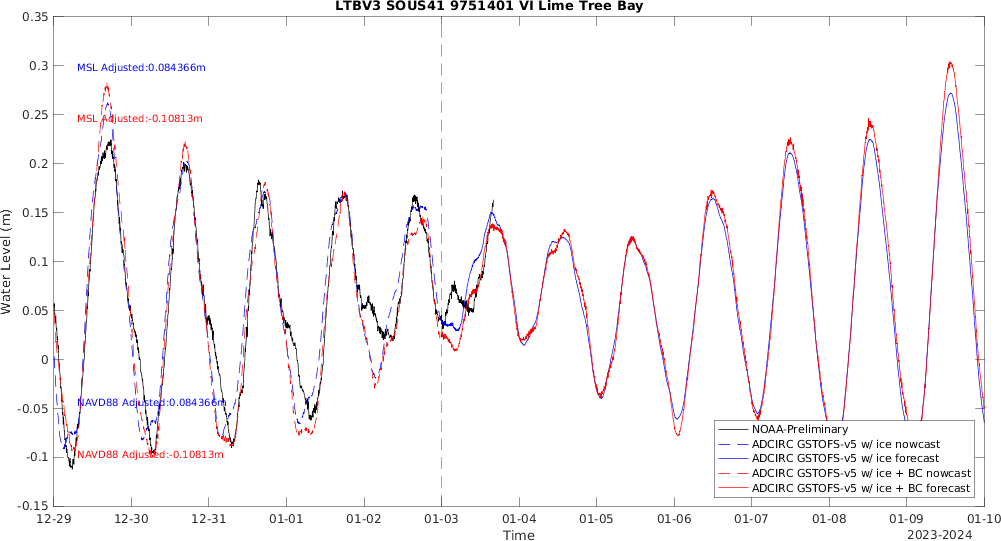 LTBV3 SOUS41 9751401 VI Lime Tree Bay
0.35
0.3
0.25
0.2
0.15
0.1
0.05
0
-0.05
-0.1
-0.15
Water Level (m)
MSL Adjusted:0.084366m
MSL Adjusted:-0.10813m
NAVD88 Adjusted:0.084366m
NAVD88 Adjusted:-0.10813m
NOAA-Preliminary
ADCIRC GSTOFS-v5 w/ ice nowcast
ADCIRC GSTOFS-v5 w/ ice forecast
ADCIRC GSTOFS-v5 w/ ice + BC nowcast
ADCIRC GSTOFS-v5 w/ ice + BC forecast
12-29 12-30 12-31 01-01 01-02 01-03 01-04 01-05 01-06 01-07 01-08 01-09 01-10
Time
2023-2024